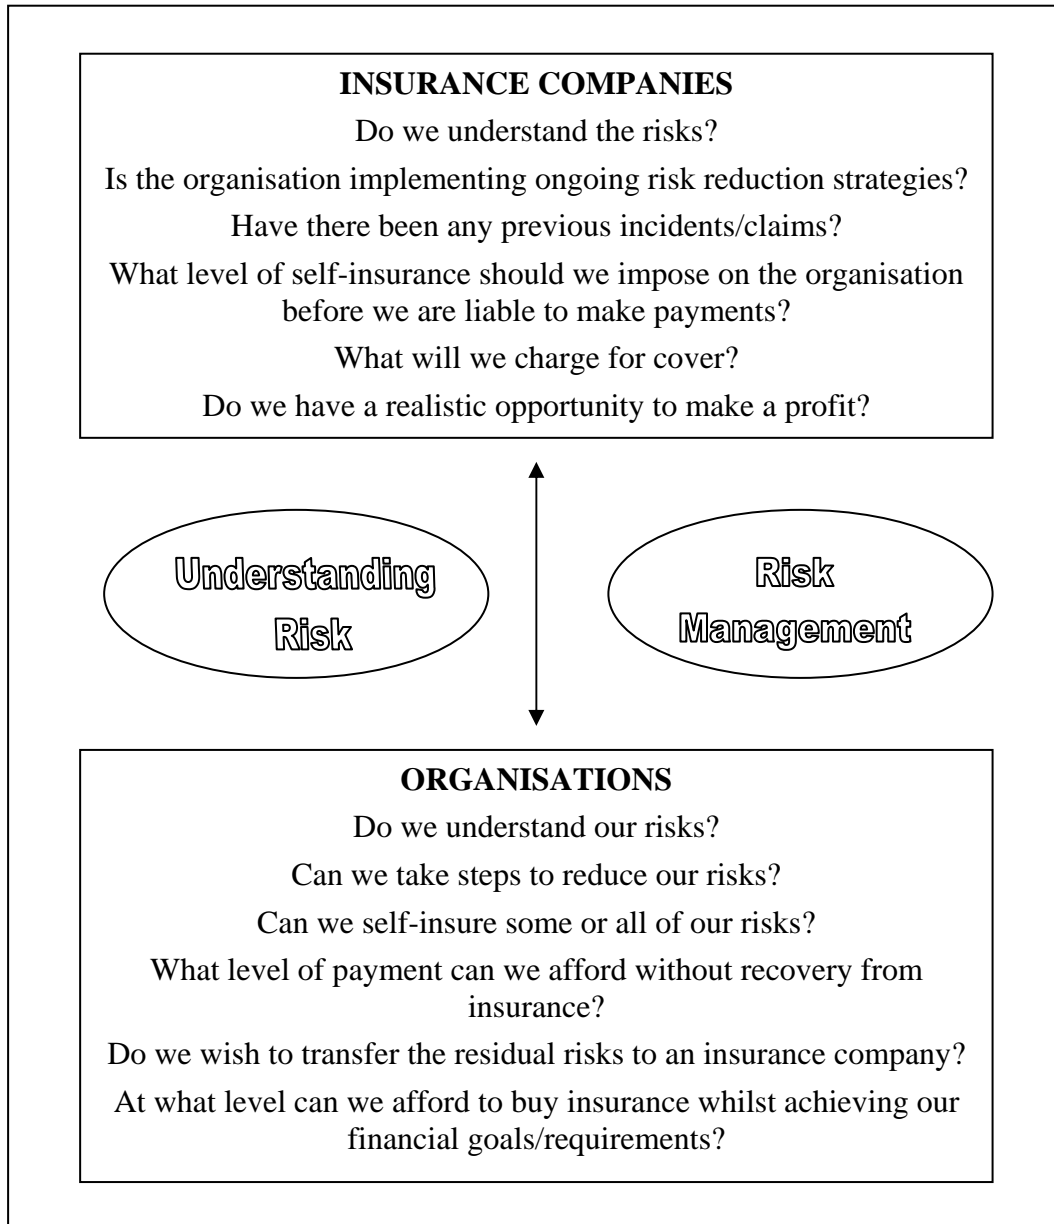 INSURANCE COMPANIES
Do we understand the risks?
Is the organisation implementing ongoing risk reduction strategies?
Have there been any previous incidents/claims?
What level of self-insurance should we impose on the organisation
before we are liable to make payments?
What will we charge for cover?
Do we have a realistic opportunity to make a profit?
Understanding
Risk
Risk
Management
ORGANISATIONS
Do we understand our risks?
Can we take steps to reduce our risks?
Can we self-insure some or all of our risks?
What level of payment can we afford without recovery from
insurance?
Do we wish to transfer the residual risks to an insurance company?
At what level can we afford to buy insurance whilst achieving our
financial goals/requirements?